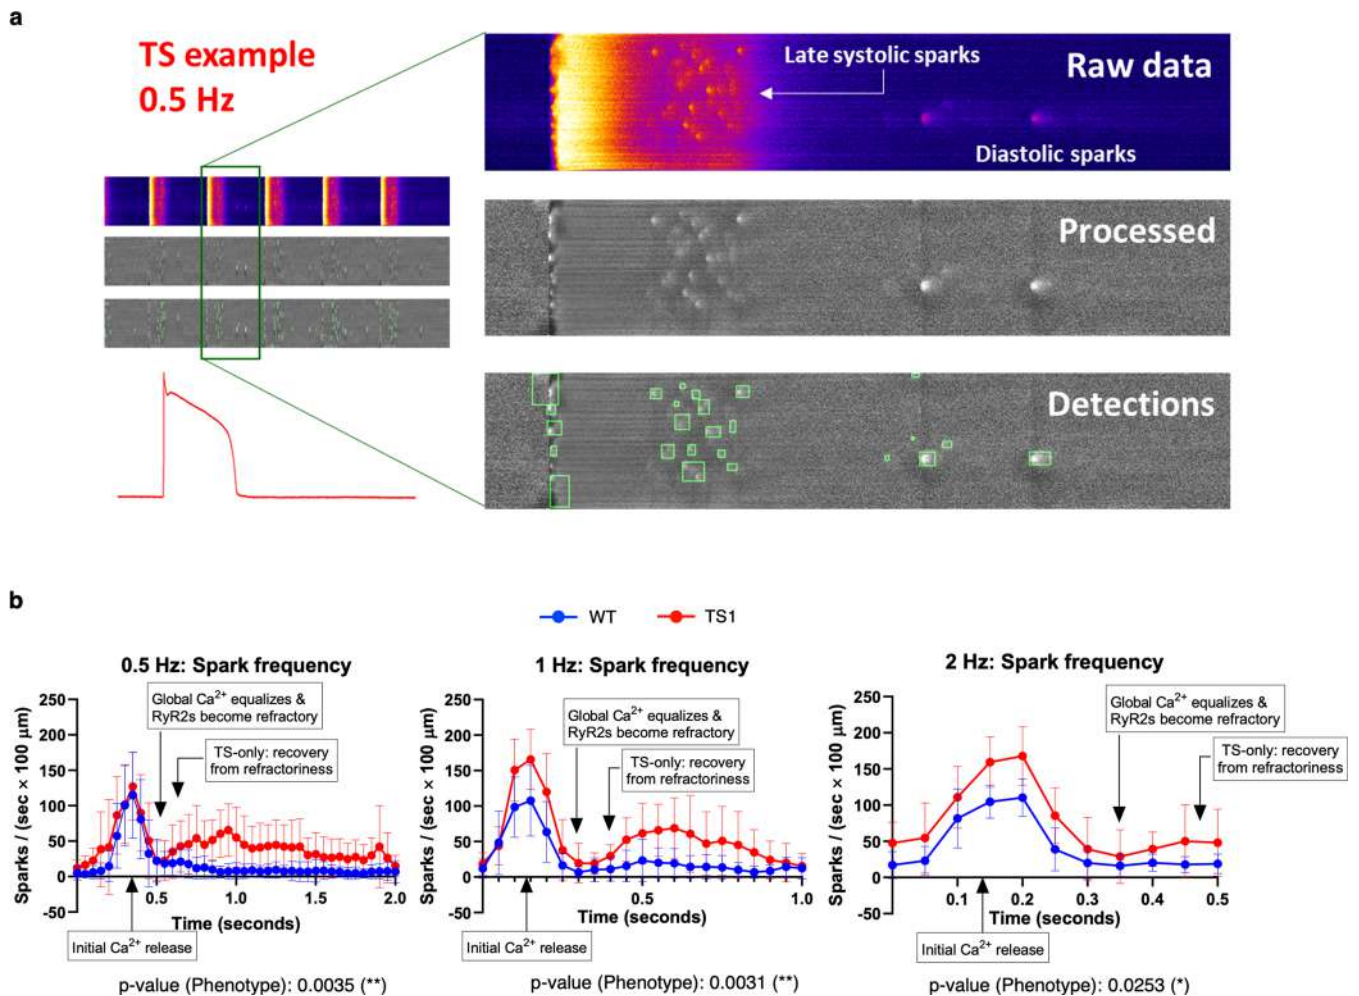 a
TS example
0.5 Hz
Late systolic sparks
Raw data
Diastolic sparks
Processed
Detections
b
WT
TS1
0.5 Hz: Spark frequency
Sparks / (sec × 100 µm)
250
200
150
100
50
0
-50
Global Ca²⁺ equalizes &
RyR2s become refractory
TS-only: recovery
from refractoriness
0.5
1.0
1.5
2.0
Time (seconds)
Initial Ca²⁺ release
p-value (Phenotype): 0.0035 (**)
1 Hz: Spark frequency
Sparks / (sec × 100 µm)
250
200
150
100
50
0
-50
Global Ca²⁺ equalizes &
RyR2s become refractory
TS-only: recovery
from refractoriness
0.5
1.0
Time (seconds)
Initial Ca²⁺ release
p-value (Phenotype): 0.0031 (**)
2 Hz: Spark frequency
Sparks / (sec × 100 µm)
250
200
150
100
50
0
-50
Global Ca²⁺ equalizes &
RyR2s become refractory
TS-only: recovery
from refractoriness
0.1
0.2
0.3
0.4
0.5
Time (seconds)
Initial Ca²⁺ release
p-value (Phenotype): 0.0253 (*)